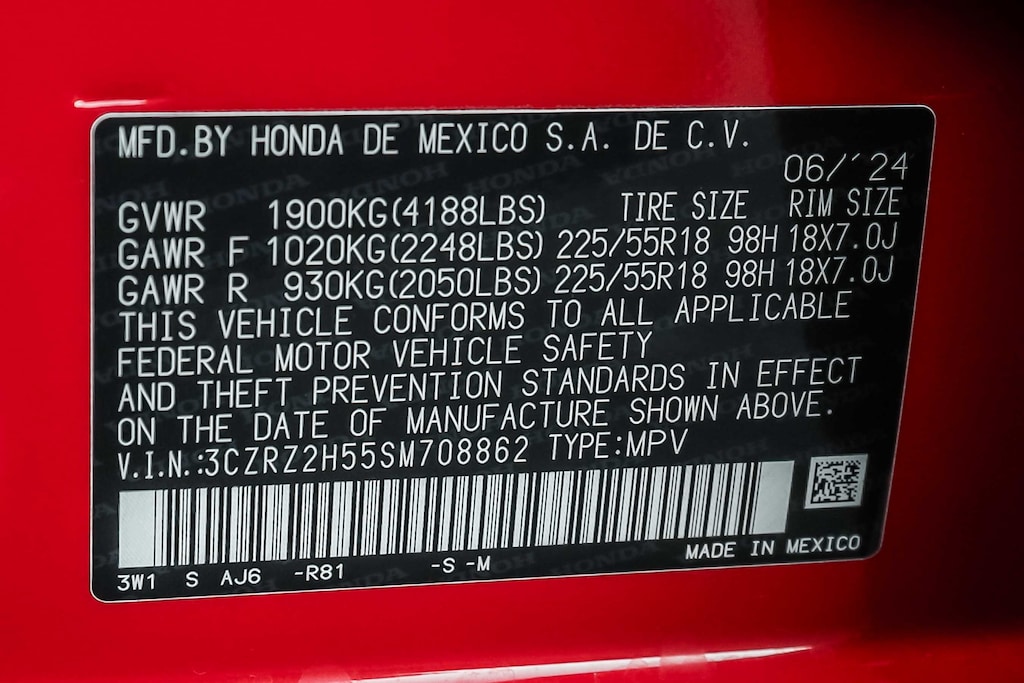 MFD.BY HONDA DE MEXICO S.A. DE C.V.
06/´24
GVWR 1900KG(4188LBS) TIRE SIZE RIM SIZE
GAWR F 1020KG(2248LBS) 225/55R18 98H 18X7.0J
GAWR R 930KG(2050LBS) 225/55R18 98H 18X7.0J
THIS VEHICLE CONFORMS TO ALL APPLICABLE
FEDERAL MOTOR VEHICLE SAFETY
AND THEFT PREVENTION STANDARDS IN EFFECT
ON THE DATE OF MANUFACTURE SHOWN ABOVE.
V.I.N.:3CZRZ2H55SM708862 TYPE:MPV
MADE IN MEXICO
3W1 S AJ6 -R81 -S -M